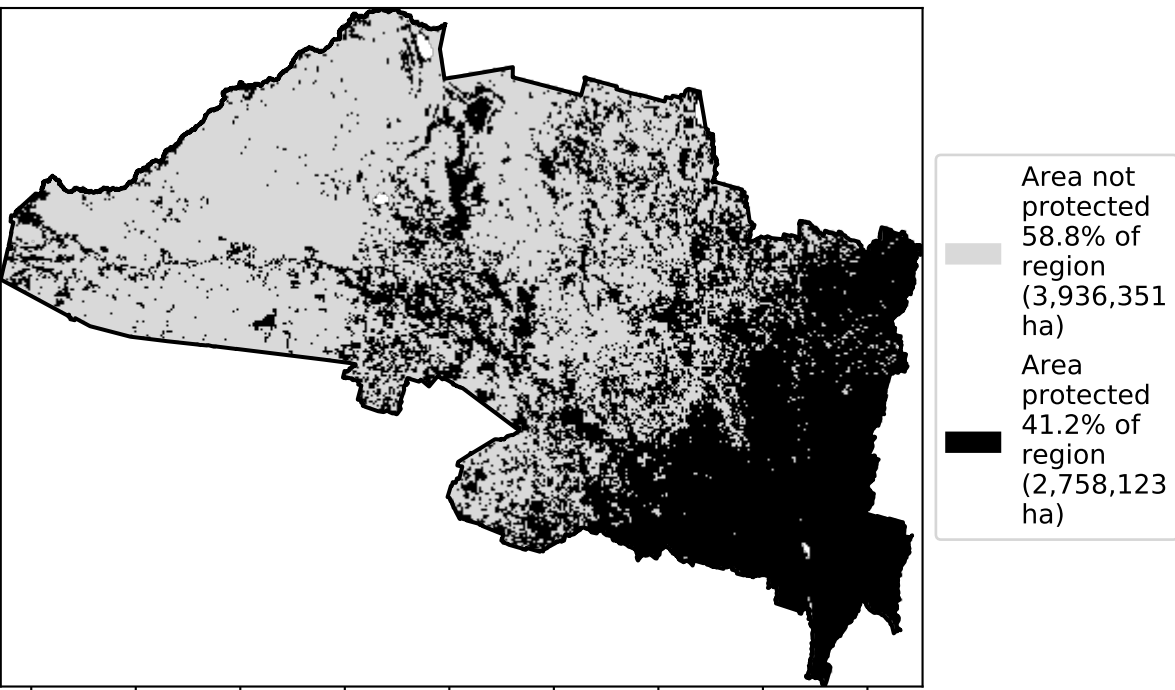 Area not
protected
58.8% of
region
(3,936,351
ha)
Area
protected
41.2% of
region
(2,758,123
ha)